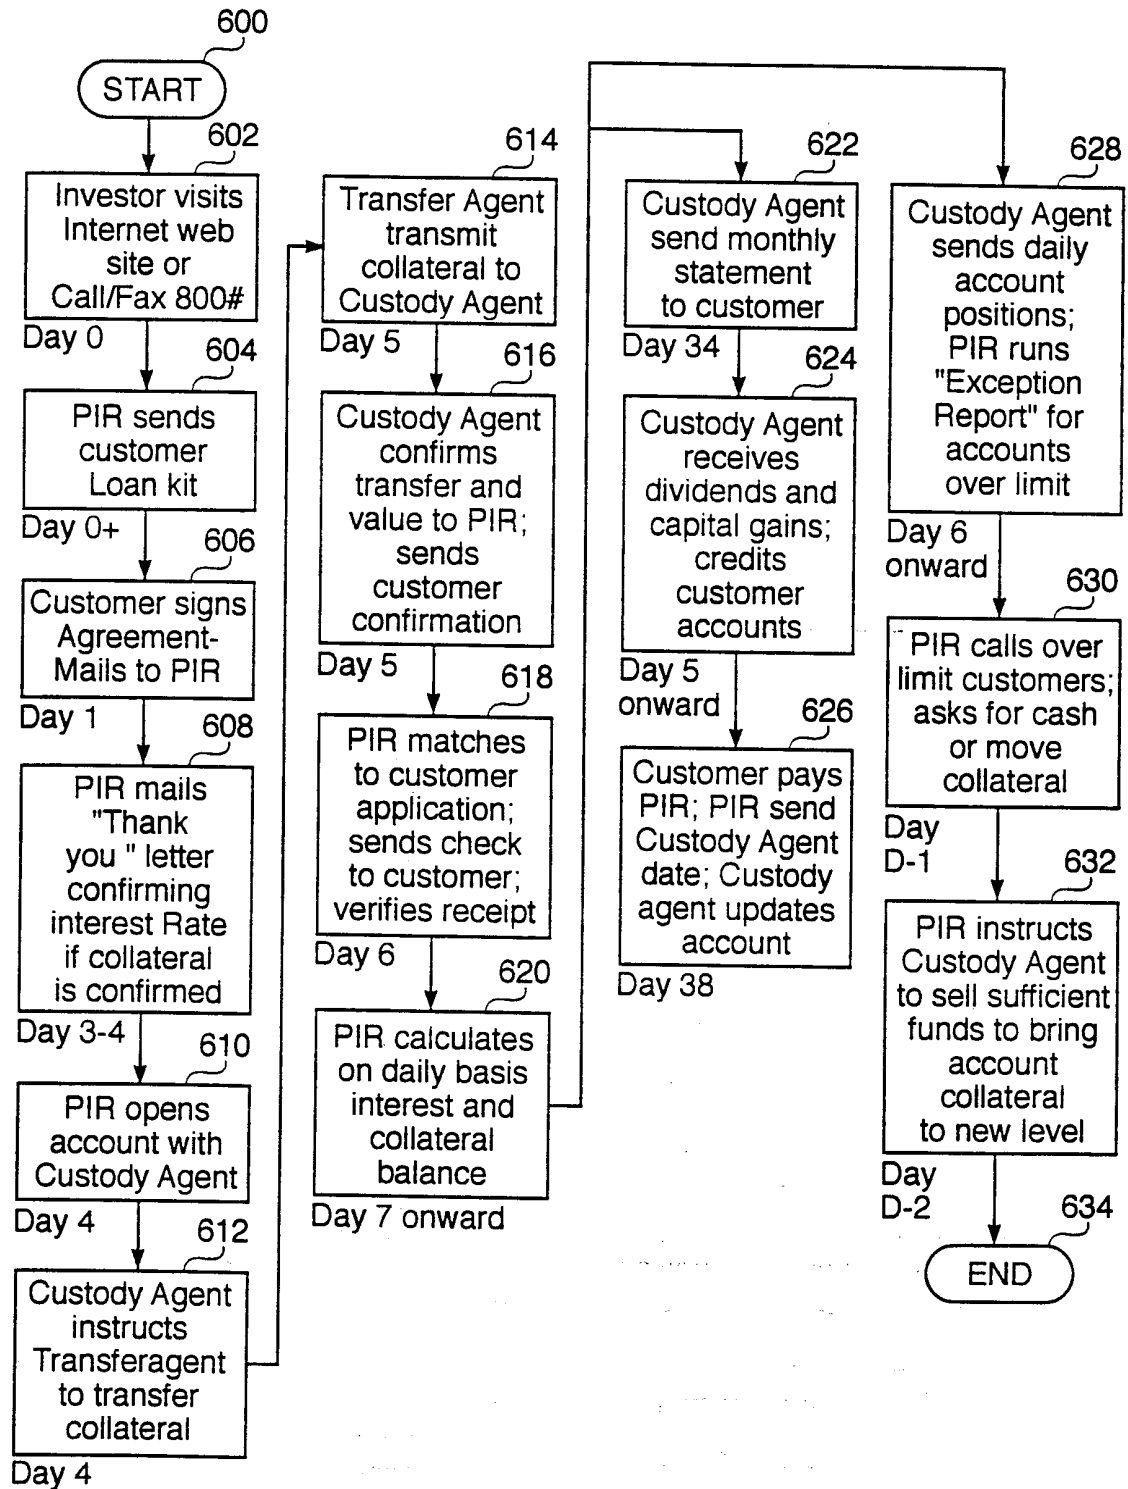 600
START
602
Investor visits
Internet web
site or
Call/Fax 800#
Day 0
604
PIR sends
customer
Loan kit
Day 0+
606
Customer signs
Agreement-
Mails to PIR
Day 1
608
PIR mails
"Thank
you " letter
confirming
interest Rate
if collateral
is confirmed
Day 3-4
610
PIR opens
account with
Custody Agent
Day 4
612
Custody Agent
instructs
Transferagent
to transfer
collateral
Day 4
614
Transfer Agent
transmit
collateral to
Custody Agent
Day 5
616
Custody Agent
confirms
transfer and
value to PIR;
sends
customer
confirmation
Day 5
618
PIR matches
to customer
application;
sends check
to customer;
verifies receipt
Day 6
620
PIR calculates
on daily basis
interest and
collateral
balance
Day 7 onward
622
Custody Agent
send monthly
statement
to customer
Day 34
624
Custody Agent
receives
dividends and
capital gains;
credits
customer
accounts
Day 5
onward
626
Customer pays
PIR; PIR send
Custody Agent
date; Custody
agent updates
account
Day 38
628
Custody Agent
sends daily
account
positions;
PIR runs
"Exception
Report" for
accounts
over limit
Day 6
onward
630
PIR calls over
limit customers;
asks for cash
or move
collateral
Day
D-1
632
PIR instructs
Custody Agent
to sell sufficient
funds to bring
account
collateral
to new level
Day
D-2
634
END